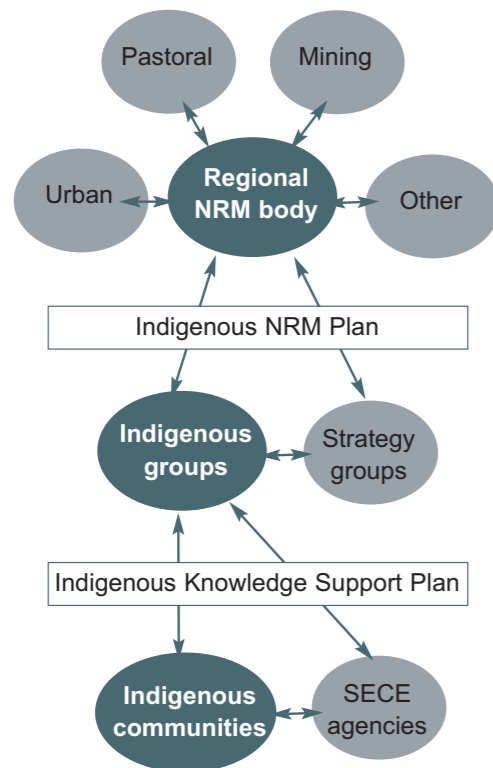 Pastoral
Mining
Urban
Regional
NRM body
Other
Indigenous NRM Plan
Indigenous
groups
Strategy
groups
Indigenous Knowledge Support Plan
Indigenous
communities
SECE
agencies